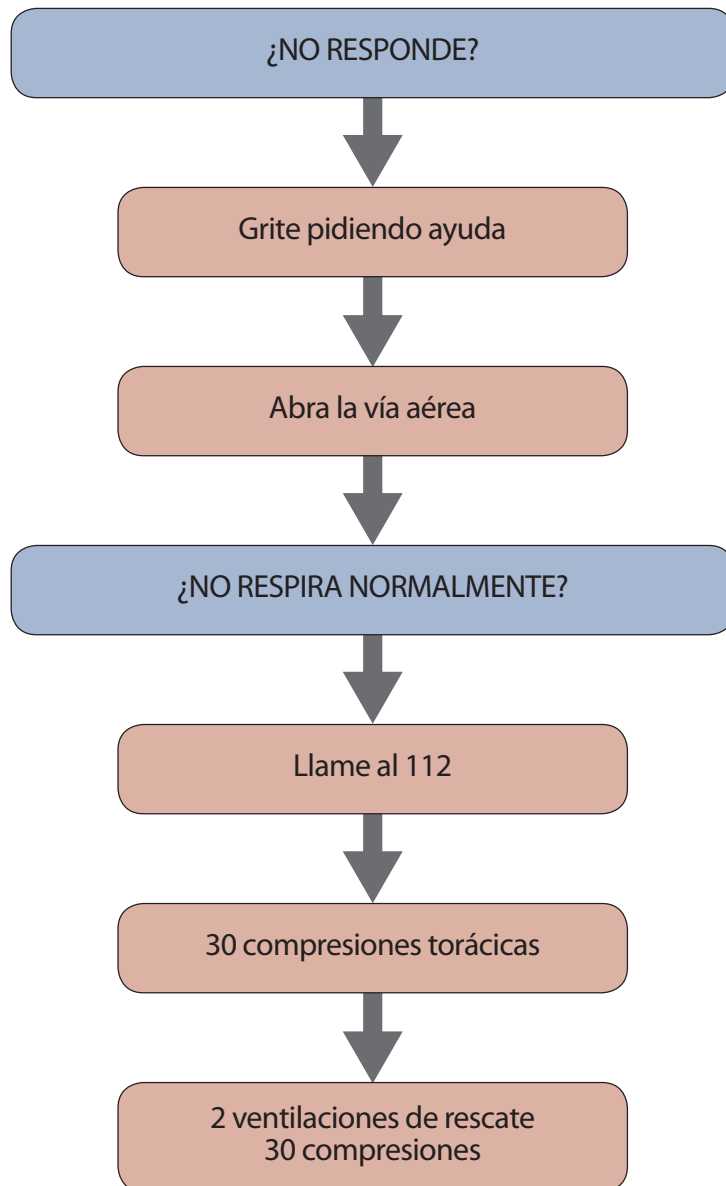 ¿NO RESPONDE?
Grite pidiendo ayuda
Abra la vía aérea
¿NO RESPIRA NORMALMENTE?
Llame al 112
30 compresiones torácicas
2 ventilaciones de rescate
30 compresiones